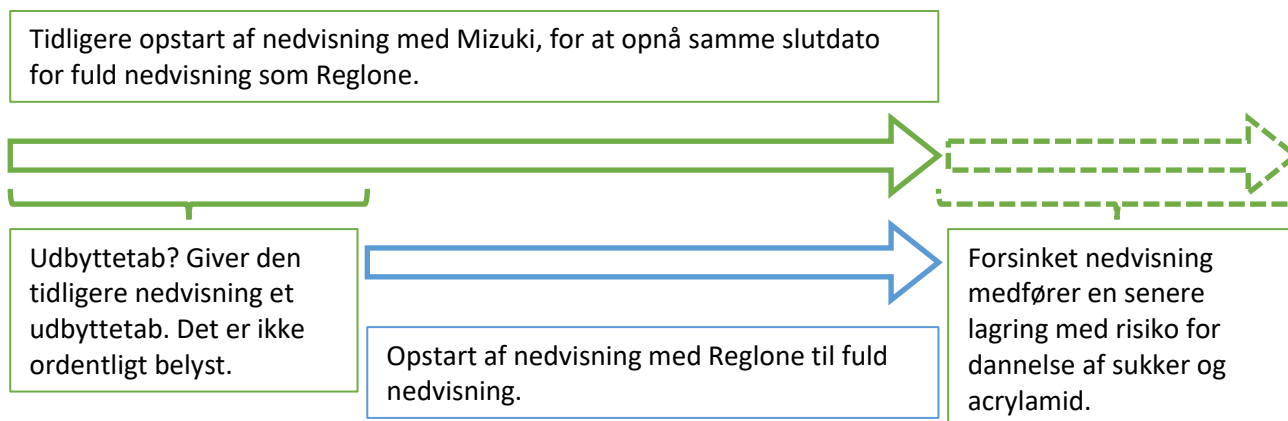 Tidligere opstart af nedvisning med Mizuki, for at opnå samme slutdato
for fuld nedvisning som Reglone.
Udbyttetab? Giver den
tidligere nedvisning et
udbyttetab. Det er ikke
ordentligt belyst.
Opstart af nedvisning med Reglone til fuld
nedvisning.
Forsinket nedvisning
medfører en senere
lagring med risiko for
dannelse af sukker og
acrylamid.